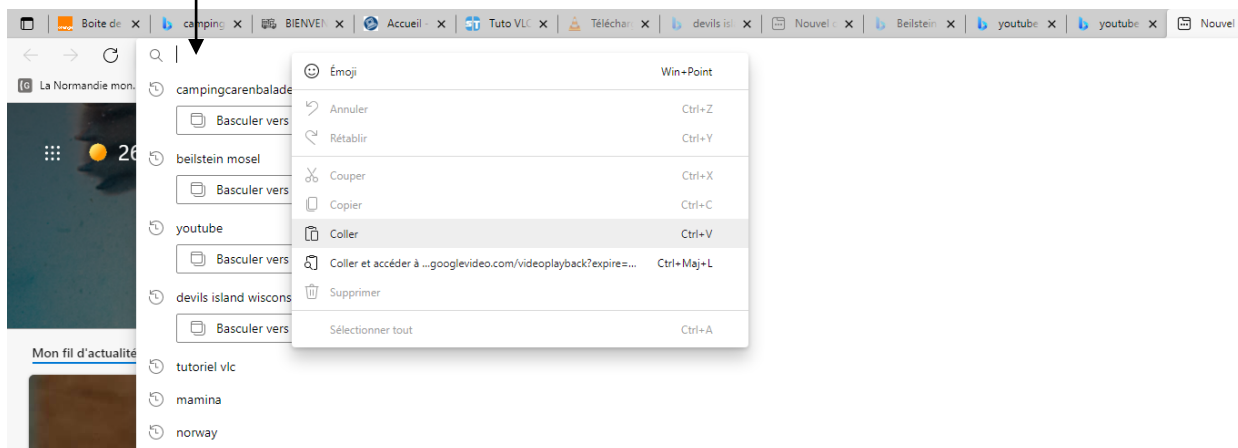 Boite de
camping
BIENVEN
Accueil -
Tuto VLC
Télécharg
devils isl
Nouvel o
Beilstein
youtube
youtube
Nouvel
La Normandie mon.
26
campingcarenbalade
Basculer vers
beilstein mosel
Basculer vers
youtube
Basculer vers
devils island wiscons
Basculer vers
tutoriel vlc
mamina
norway
Émoji Win+Point
Annuler Ctrl+Z
Rétablir Ctrl+Y
Couper Ctrl+X
Copier Ctrl+C
Coller Ctrl+V
Coller et accéder à ...googlevideo.com/videoplayback?expire=... Ctrl+Maj+L
Supprimer
Sélectionner tout Ctrl+A
Mon fil d'actualité